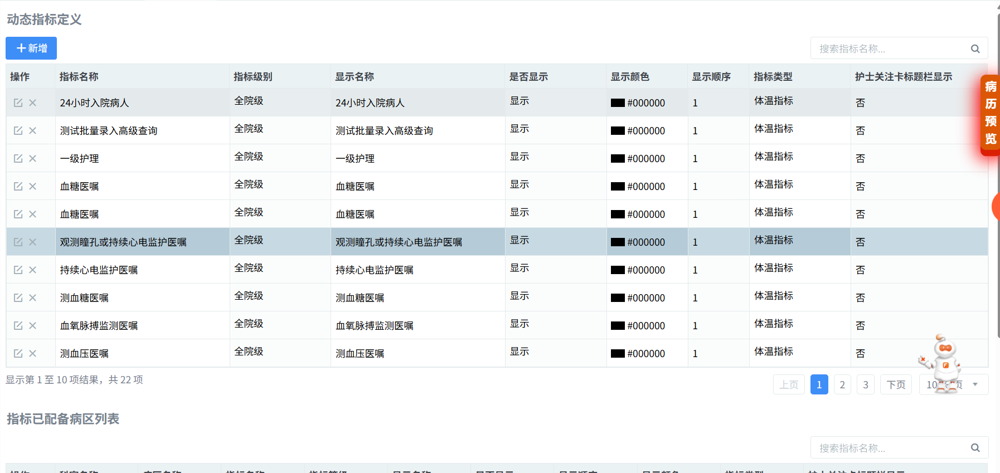 动态指标定义
新增
搜索指标名称...
操作 指标名称 指标级别 显示名称 是否显示 显示颜色 显示顺序 指标类型 护士关注卡标题栏显示
24小时入院病人 全院级 24小时入院病人 显示 #000000 1 体温指标 否
测试批量录入高级查询 全院级 测试批量录入高级查询 显示 #000000 1 体温指标 否
一级护理 全院级 一级护理 显示 #000000 1 体温指标 否
血糖医嘱 全院级 血糖医嘱 显示 #000000 1 体温指标 否
血糖医嘱 全院级 血糖医嘱 显示 #000000 1 体温指标 否
观测瞳孔或持续心电监护医嘱 全院级 观测瞳孔或持续心电监护医嘱 显示 #000000 1 体温指标 否
持续心电监护医嘱 全院级 持续心电监护医嘱 显示 #000000 1 体温指标 否
测血糖医嘱 全院级 测血糖医嘱 显示 #000000 1 体温指标 否
血氧脉搏监测医嘱 全院级 血氧脉搏监测医嘱 显示 #000000 1 体温指标 否
测血压医嘱 全院级 测血压医嘱 显示 #000000 1 体温指标 否
病历预览
显示第 1 至 10 项结果，共 22 项
上页 1 2 3 下页 10 页
指标已配备病区列表
搜索指标名称...